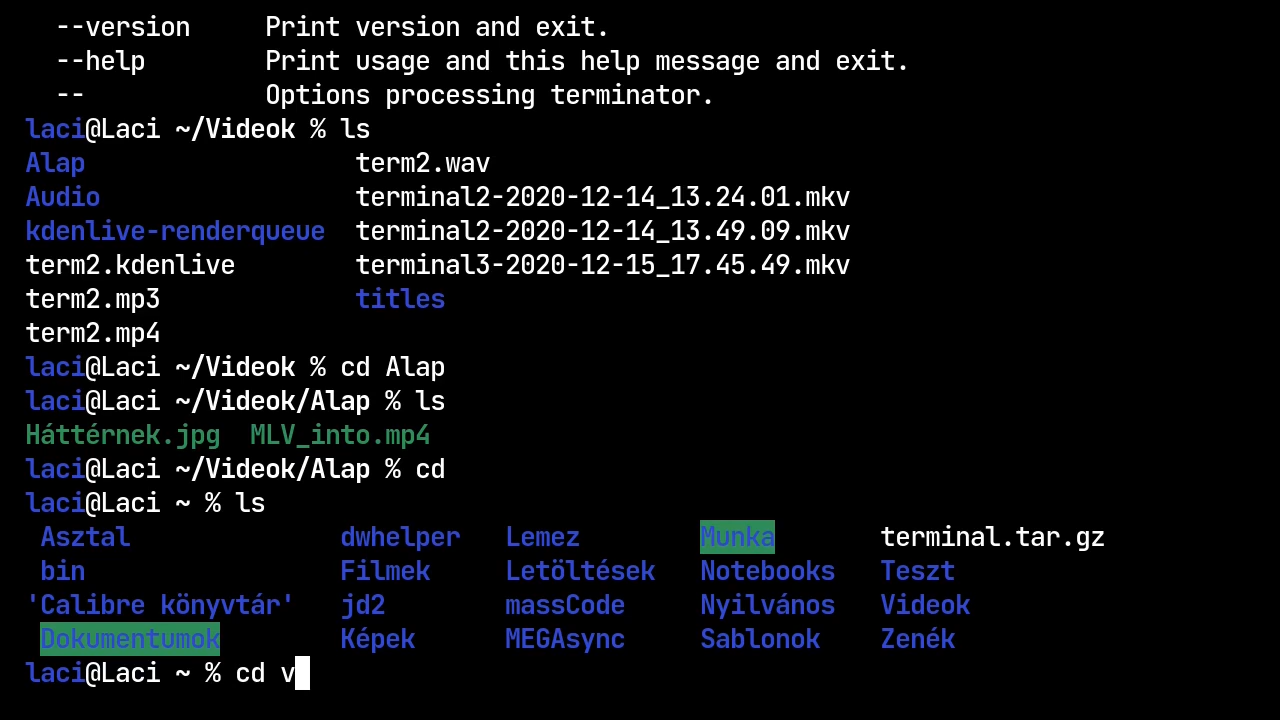 --version     Print version and exit.
--help        Print usage and this help message and exit.
--            Options processing terminator.
laci@Laci ~/Videok % ls
Alap                  term2.wav
Audio                 terminal2-2020-12-14_13.24.01.mkv
kdenlive-renderqueue  terminal2-2020-12-14_13.49.09.mkv
term2.kdenlive        terminal3-2020-12-15_17.45.49.mkv
term2.mp3             titles
term2.mp4
laci@Laci ~/Videok % cd Alap
laci@Laci ~/Videok/Alap % ls
Háttérnek.jpg  MLV_into.mp4
laci@Laci ~/Videok/Alap % cd
laci@Laci ~ % ls
 Asztal              dwhelper   Lemez        Munka       terminal.tar.gz
 bin                 Filmek     Letöltések   Notebooks   Teszt
'Calibre könyvtár'   jd2        massCode     Nyilvános   Videok
 Dokumentumok        Képek      MEGAsync     Sablonok    Zenék
laci@Laci ~ % cd v